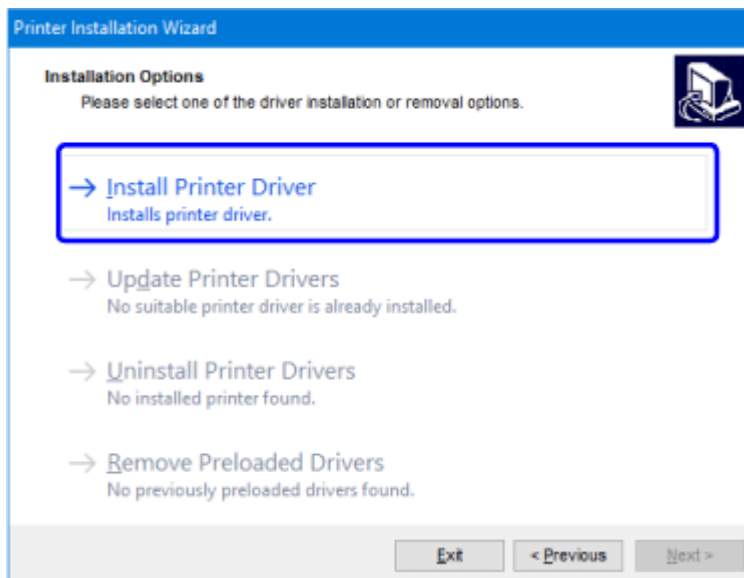 Printer Installation Wizard
Installation Options
Please select one of the driver installation or removal options.
Install Printer Driver
Installs printer driver.
Update Printer Drivers
No suitable printer driver is already installed.
Uninstall Printer Drivers
No installed printer found.
Remove Preloaded Drivers
No previously preloaded drivers found.
Exit < Previous Next >